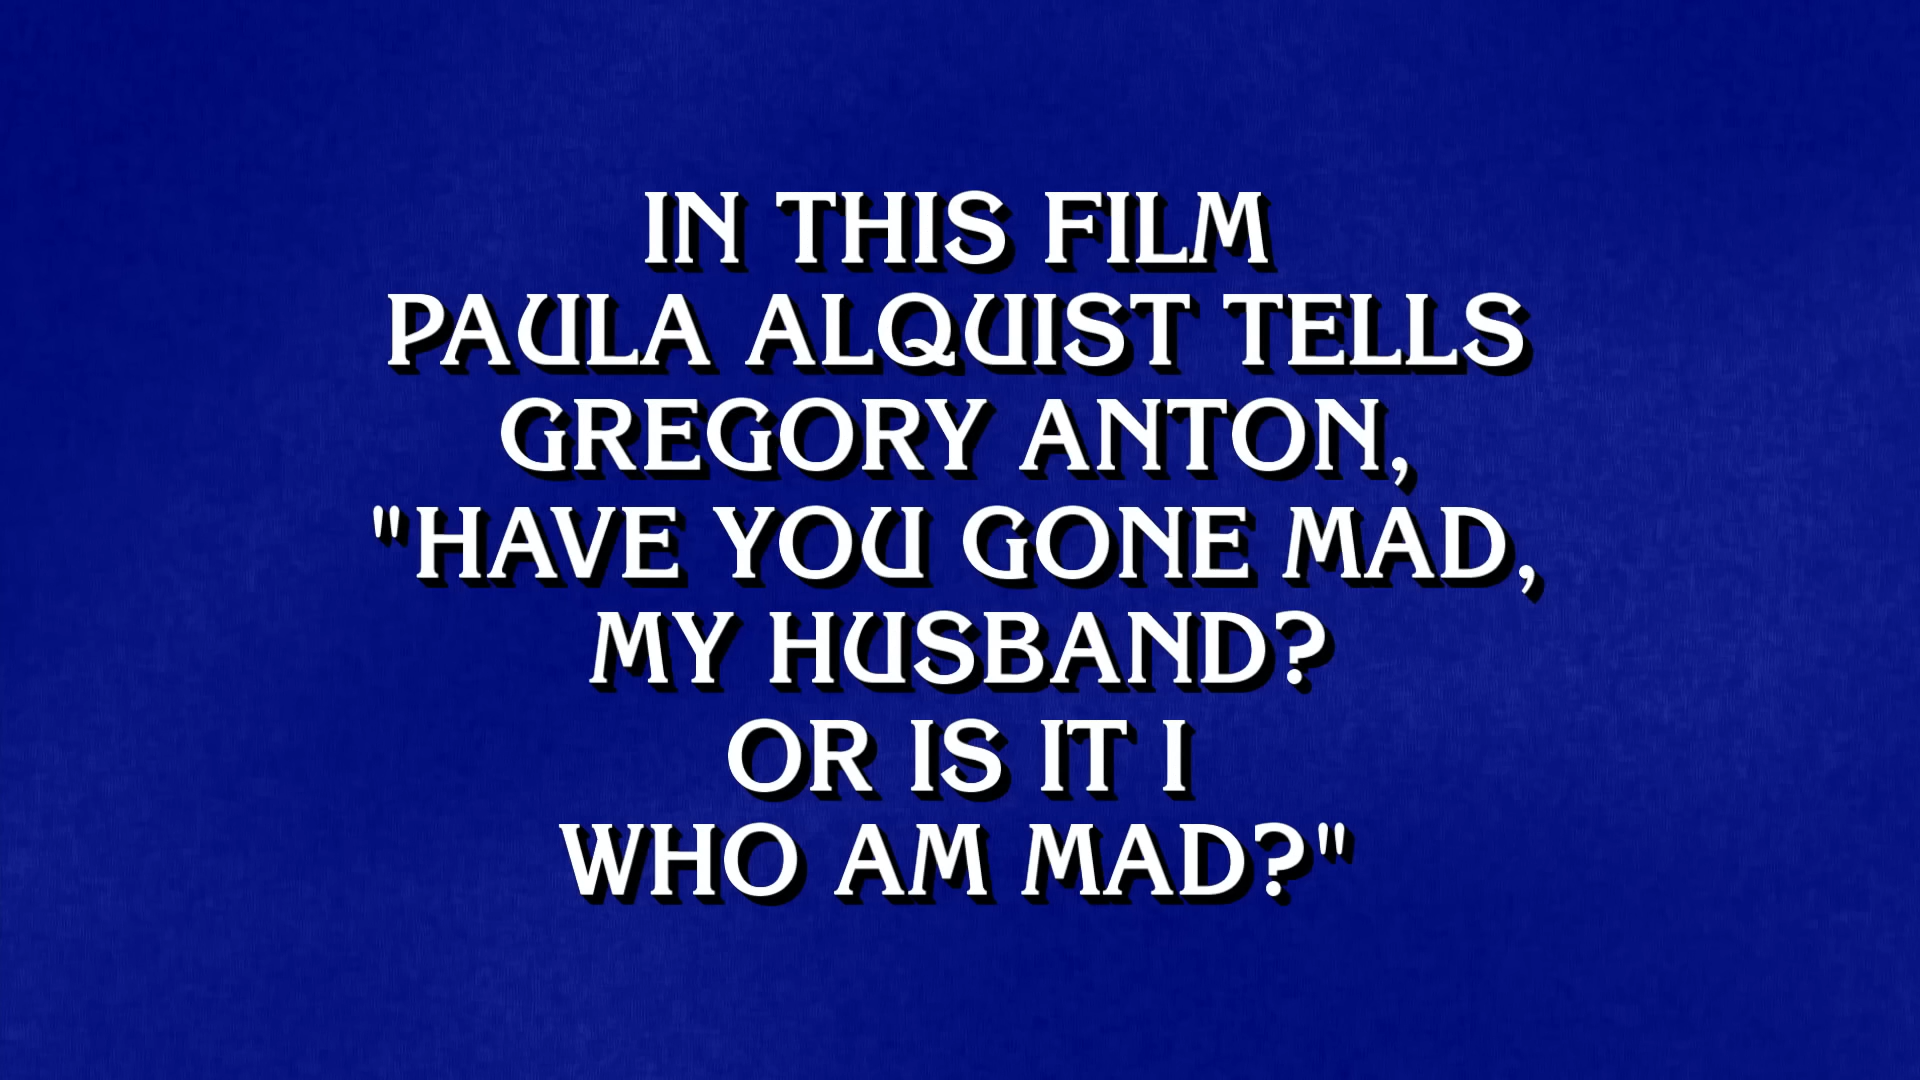 IN THIS FILM
PAULA ALQUIST TELLS
GREGORY ANTON,
"HAVE YOU GONE MAD,
MY HUSBAND?
OR IS IT I
WHO AM MAD?"